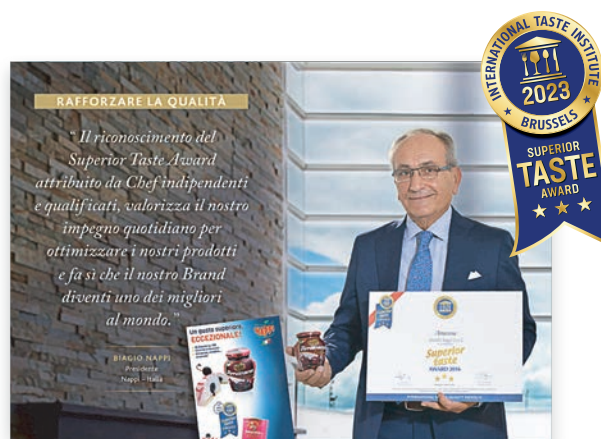 RAFFORZARE LA QUALITÀ
“ Il riconoscimento del
Superior Taste Award
attribuito da Chef indipendenti
e qualificati, valorizza il nostro
impegno quotidiano per
ottimizzare i nostri prodotti
e fa sì che il nostro Brand
diventi uno dei migliori
al mondo.”
BIAGIO NAPPI
Presidente
Nappi – Italia
INTERNATIONAL TASTE INSTITUTE
2023
BRUSSELS
SUPERIOR
TASTE
AWARD
Un gusto superiore,
ECCEZIONALE!
Superior
taste
AWARD 2016